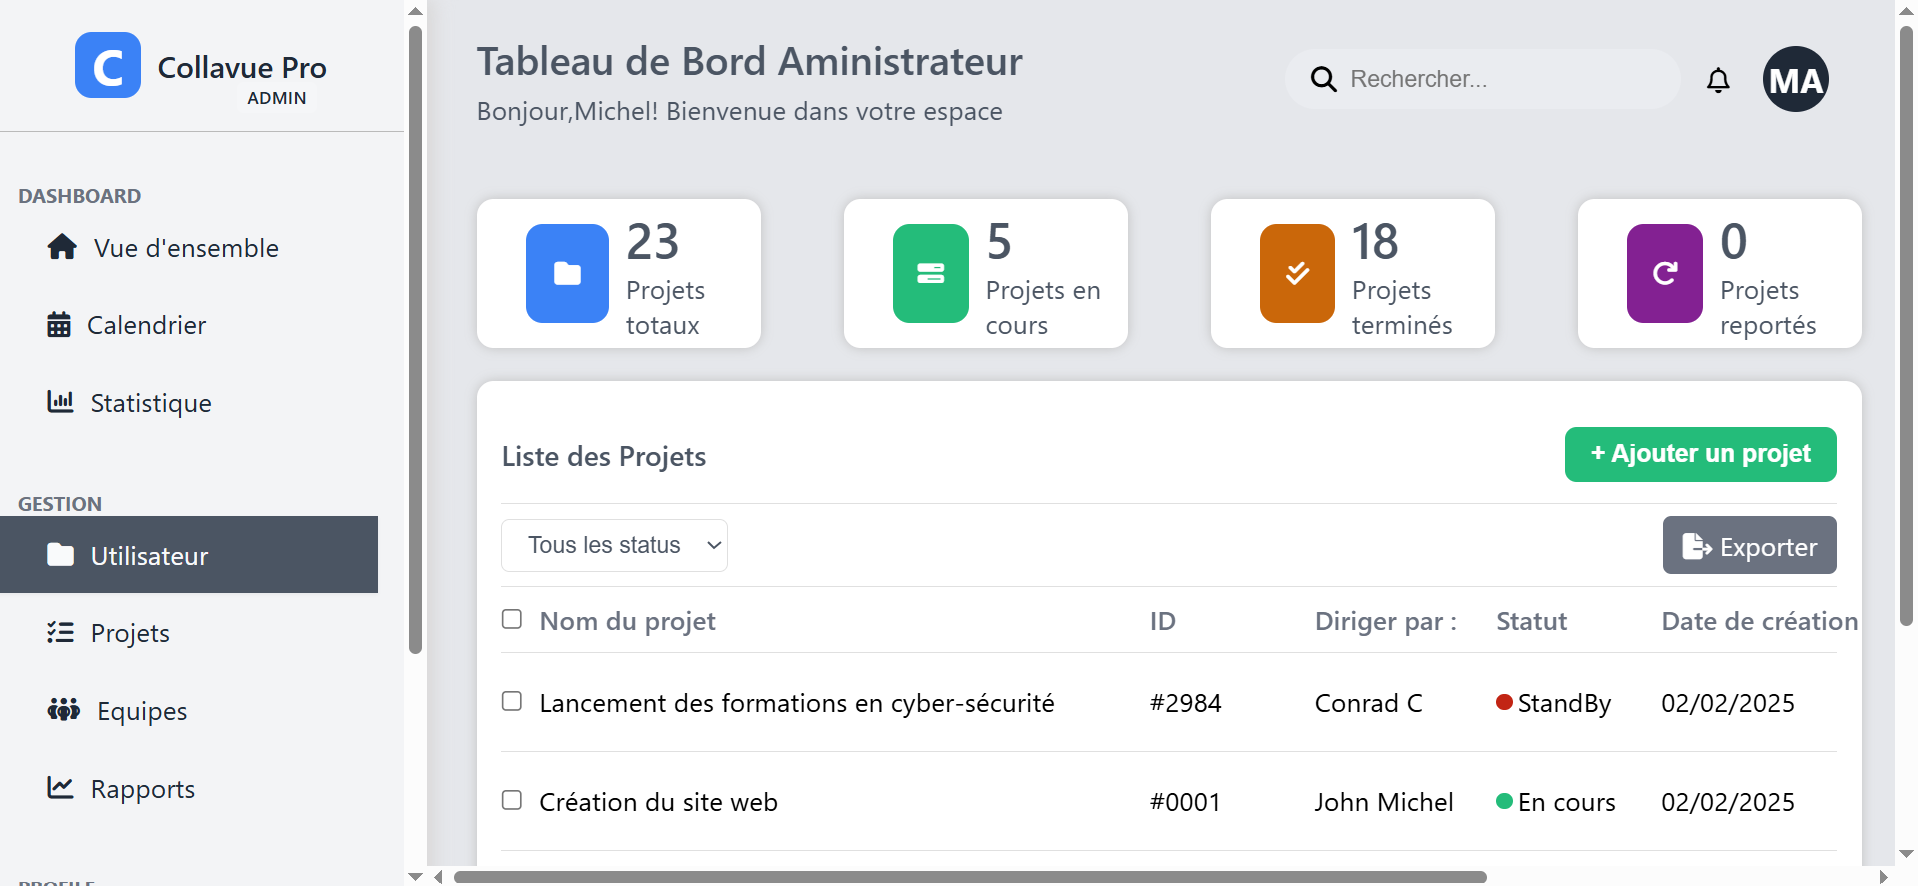 C Collavue Pro
ADMIN
DASHBOARD
Vue d'ensemble
Calendrier
Statistique
GESTION
Utilisateur
Projets
Equipes
Rapports
Tableau de Bord Aministrateur
Bonjour,Michel! Bienvenue dans votre espace
Rechercher...
MA
23
Projets
totaux
5
Projets en
cours
18
Projets
terminés
0
Projets
reportés
Liste des Projets
+ Ajouter un projet
Tous les status
Exporter
Nom du projet ID Diriger par : Statut Date de création
Lancement des formations en cyber-sécurité #2984 Conrad C StandBy 02/02/2025
Création du site web #0001 John Michel En cours 02/02/2025